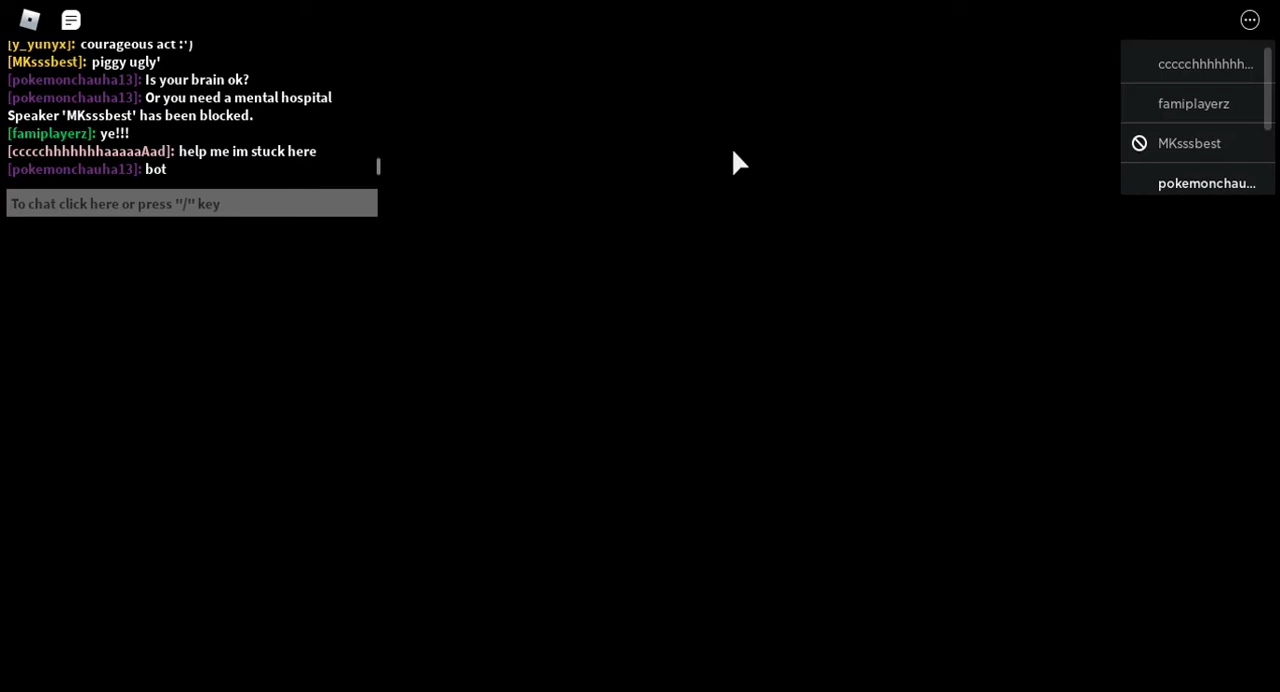 [y_yunyx]: courageous act :')
[MKsssbest]: piggy ugly'
[pokemonchauha13]: Is your brain ok?
[pokemonchauha13]: Or you need a mental hospital
Speaker 'MKsssbest' has been blocked.
[famiplayerz]: ye!!!
[cccccchhhhhhhaaaaaAad]: help me im stuck here
[pokemonchauha13]: bot
To chat click here or press "/" key
cccccchhhhhhh...
famiplayerz
MKsssbest
pokemonchau...